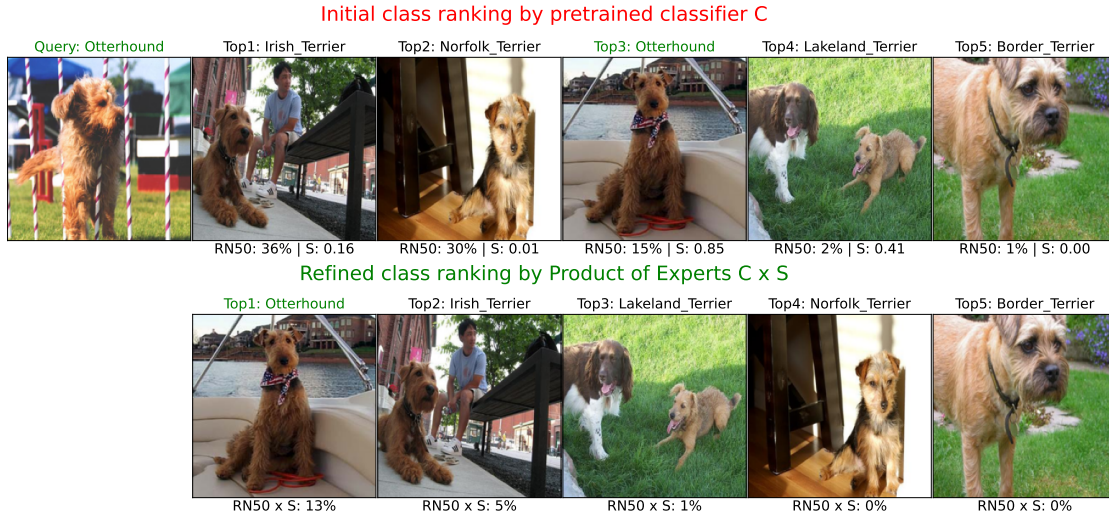 Initial class ranking by pretrained classifier C
Query: Otterhound
Top1: Irish_Terrier
Top2: Norfolk_Terrier
Top3: Otterhound
Top4: Lakeland_Terrier
Top5: Border_Terrier
RN50: 36% | S: 0.16
RN50: 30% | S: 0.01
RN50: 15% | S: 0.85
RN50: 2% | S: 0.41
RN50: 1% | S: 0.00
Refined class ranking by Product of Experts C x S
Top1: Otterhound
Top2: Irish_Terrier
Top3: Lakeland_Terrier
Top4: Norfolk_Terrier
Top5: Border_Terrier
RN50 x S: 13%
RN50 x S: 5%
RN50 x S: 1%
RN50 x S: 0%
RN50 x S: 0%